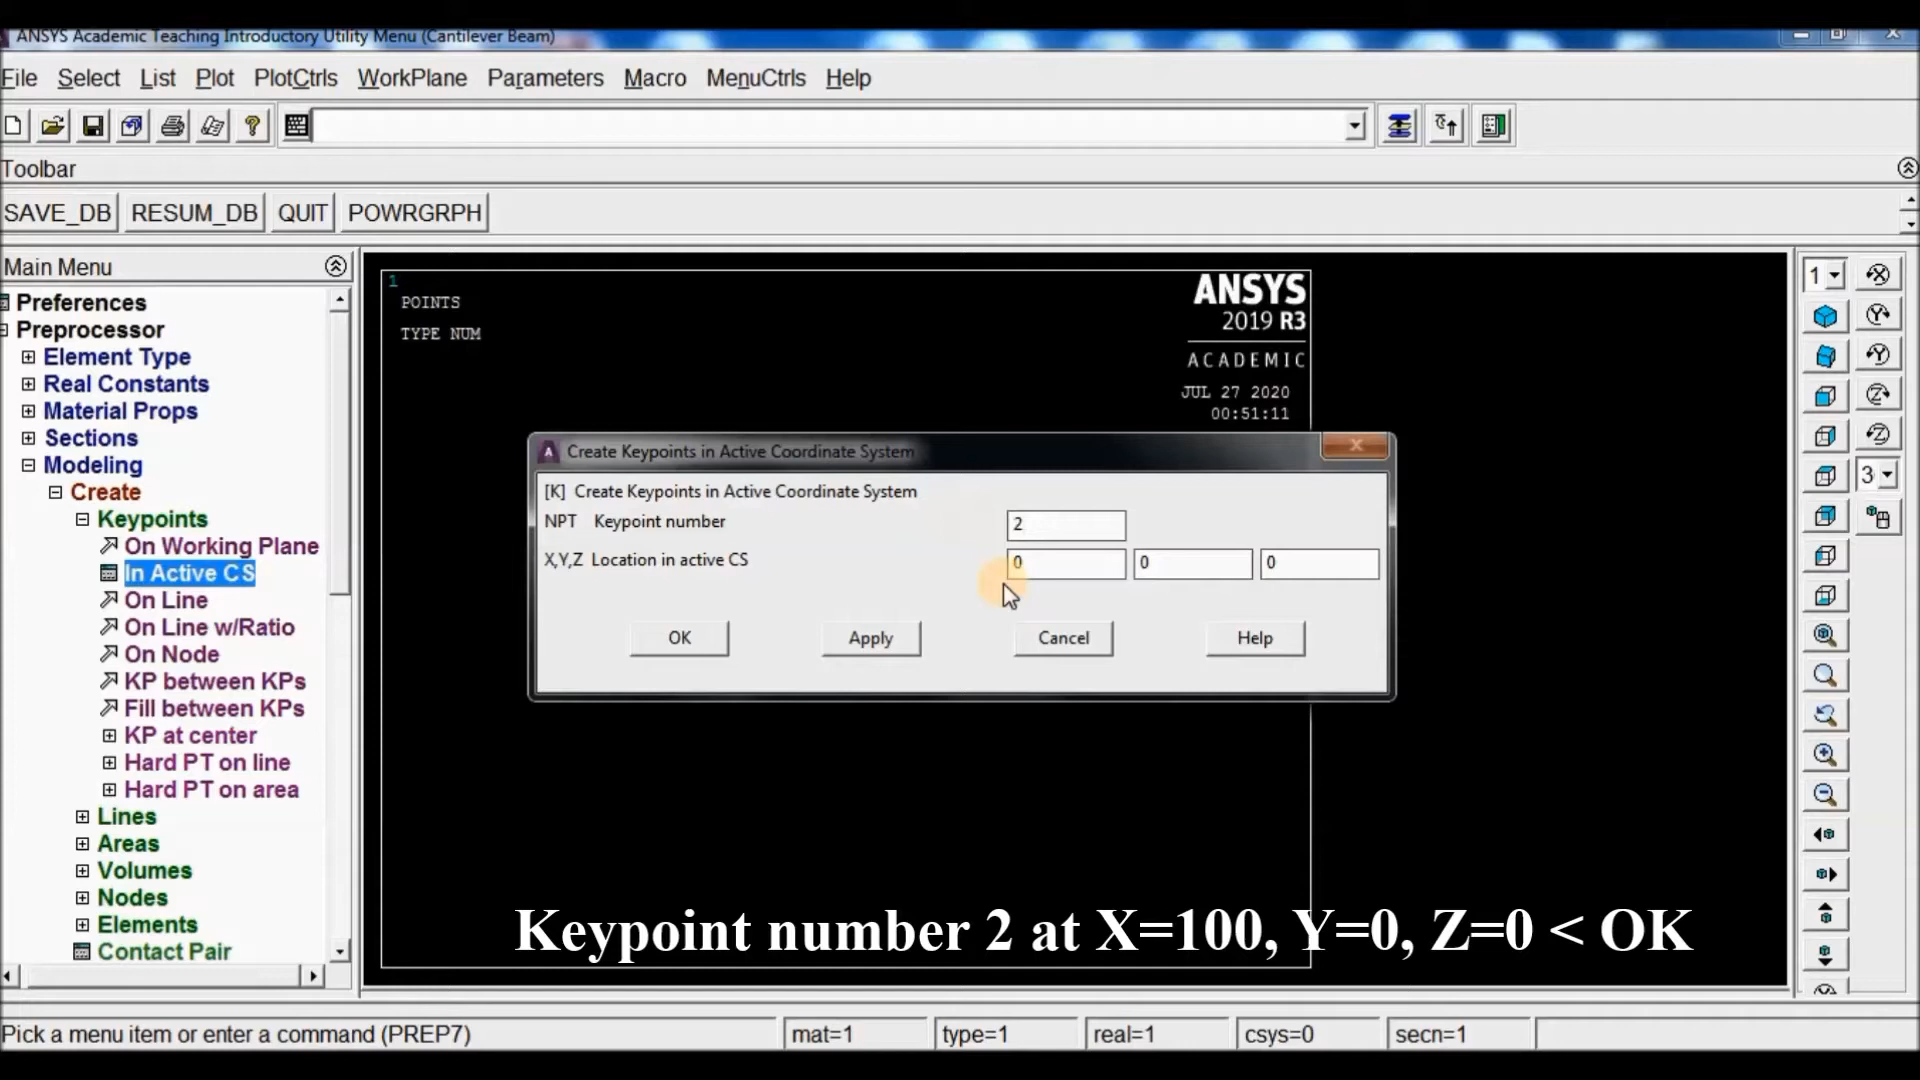 ANSYS Academic Teaching Introductory Utility Menu (Cantilever Beam)
File Select List Plot PlotCtrls WorkPlane Parameters Macro MenuCtrls Help
Toolbar
SAVE_DB RESUM_DB QUIT POWRGRPH
Main Menu
Preferences
Preprocessor
Element Type
Real Constants
Material Props
Sections
Modeling
Create
Keypoints
On Working Plane
In Active CS
On Line
On Line w/Ratio
On Node
KP between KPs
Fill between KPs
KP at center
Hard PT on line
Hard PT on area
Lines
Areas
Volumes
Nodes
Elements
Contact Pair
1
POINTS
TYPE NUM
ANSYS
2019 R3
ACADEMIC
JUL 27 2020
00:51:11
Create Keypoints in Active Coordinate System
[K] Create Keypoints in Active Coordinate System
NPT Keypoint number 2
X,Y,Z Location in active CS 0 0 0
OK Apply Cancel Help
Keypoint number 2 at X=100, Y=0, Z=0 < OK
1
3
Pick a menu item or enter a command (PREP7) mat=1 type=1 real=1 csys=0 secn=1